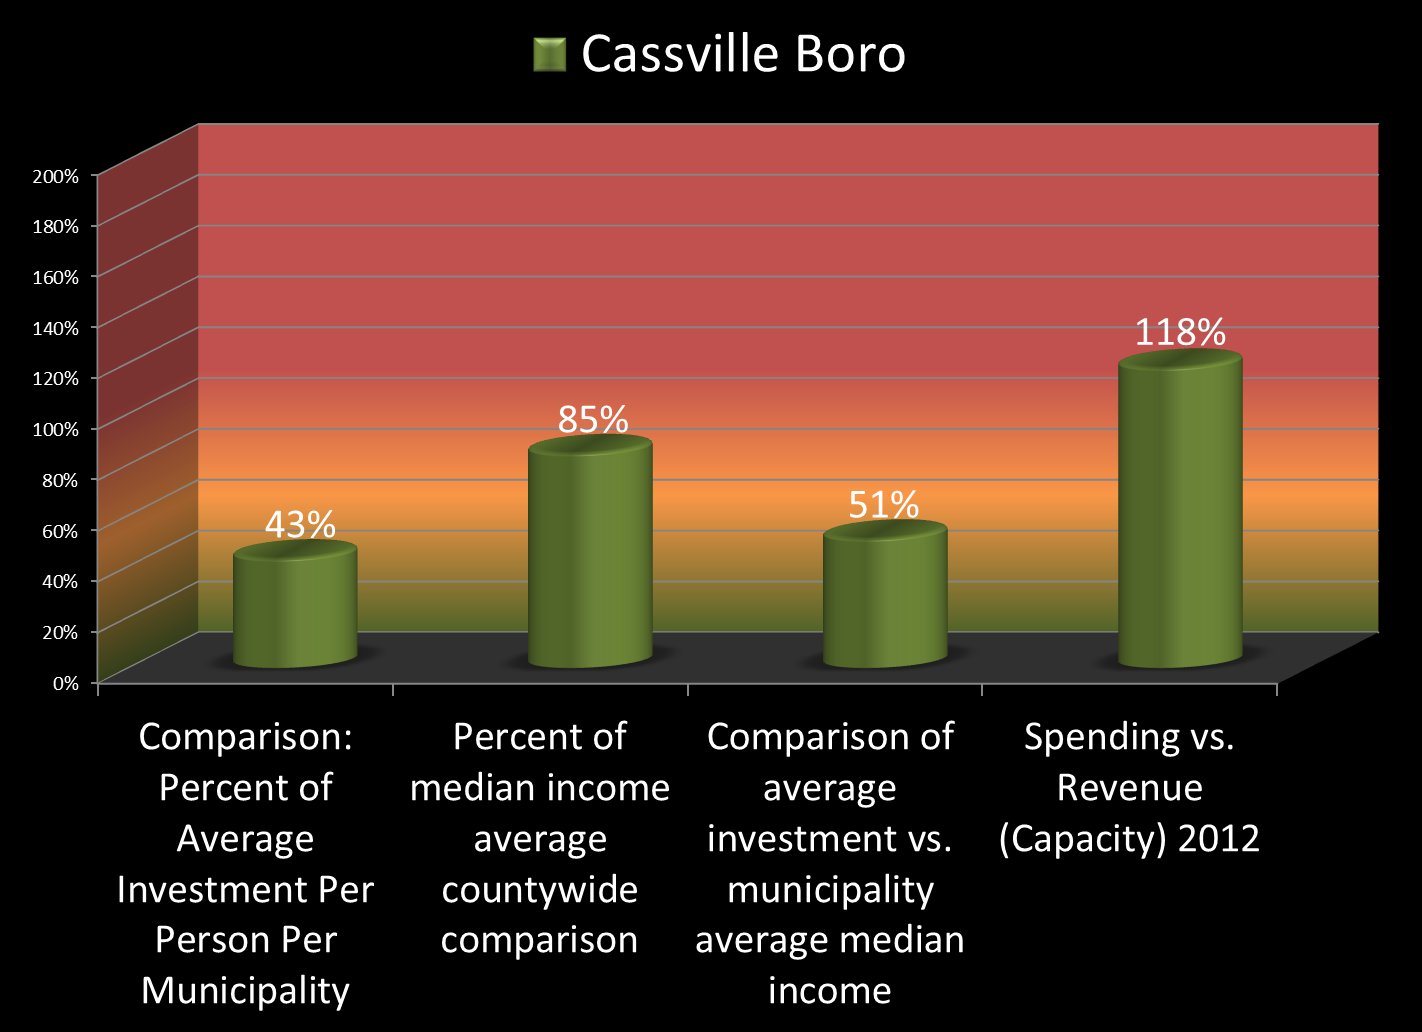 Cassville Boro
200%
180%
160%
140%
120%
100%
80%
60%
40%
20%
0%
43%
85%
51%
118%
Comparison:
Percent of
Average
Investment Per
Person Per
Municipality
Percent of
median income
average
countywide
comparison
Comparison of
average
investment vs.
municipality
average median
income
Spending vs.
Revenue
(Capacity) 2012